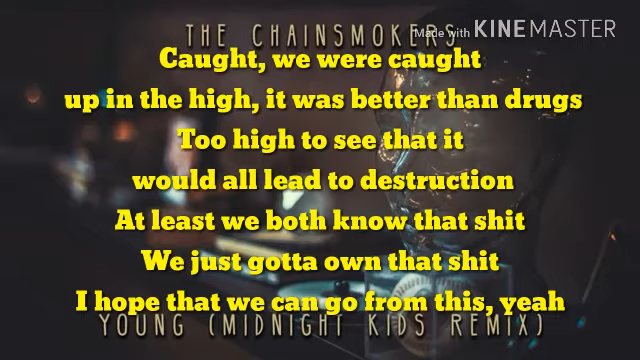 THE CHAINSMOKERS
Made with KINEMASTER
Caught, we were caught
up in the high, it was better than drugs
Too high to see that it
would all lead to destruction
At least we both know that shit
We just gotta own that shit
I hope that we can go from this, yeah
YOUNG (MIDNIGHT KIDS REMIX)